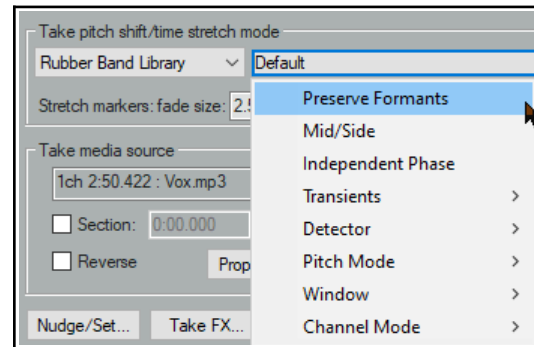 Take pitch shift/time stretch mode
Rubber Band Library Default
Stretch markers: fade size: 2.
Preserve Formants
Mid/Side
Independent Phase
Transients
Detector
Pitch Mode
Window
Channel Mode
Take media source
1ch 2:50.422 : Vox.mp3
Section: 0:00.000
Reverse Prop
Nudge/Set... Take FX...